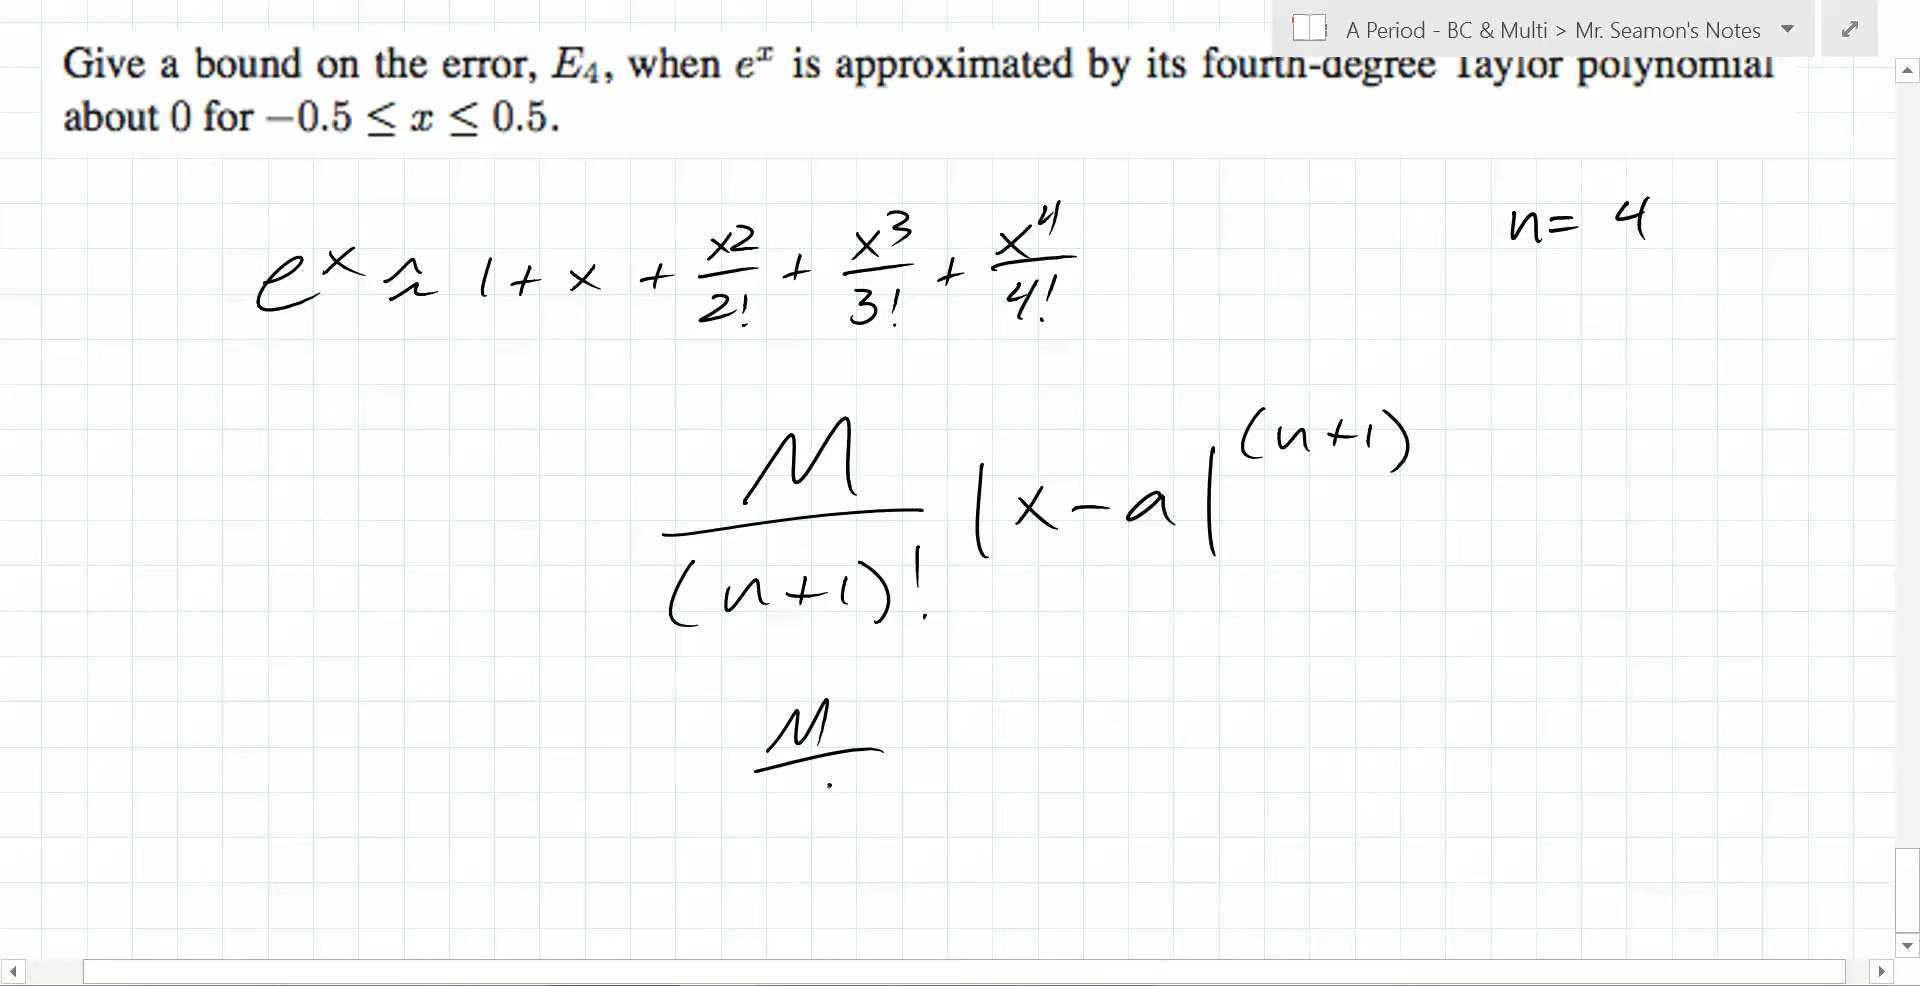 A Period - BC & Multi > Mr. Seamon's Notes
Give a bound on the error, E₄, when eˣ is approximated by its fourth-degree Taylor polynomial
about 0 for −0.5 ≤ x ≤ 0.5.
n = 4
eˣ ≈ 1 + x + x²/2! + x³/3! + x⁴/4!
M/(n+1)! |x − a|⁽ⁿ⁺¹⁾
M